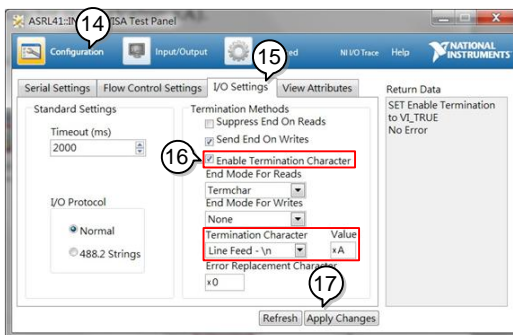 ASRL41::IN
ISA Test Panel
14
Configuration
Input/Output
ed
NI I/O Trace
Help
NATIONAL
INSTRUMENTS
15
Serial Settings
Flow Control Settings
I/O Settings
View Attributes
Return Data
SET Enable Termination
to VI_TRUE
No Error
Standard Settings
Timeout (ms)
2000
I/O Protocol
Normal
488.2 Strings
Termination Methods
Suppress End On Reads
Send End On Writes
16
Enable Termination Character
End Mode For Reads
Termchar
End Mode For Writes
None
Termination Character
Value
Line Feed - \n
xA
Error Replacement Character
x0
17
Refresh
Apply Changes